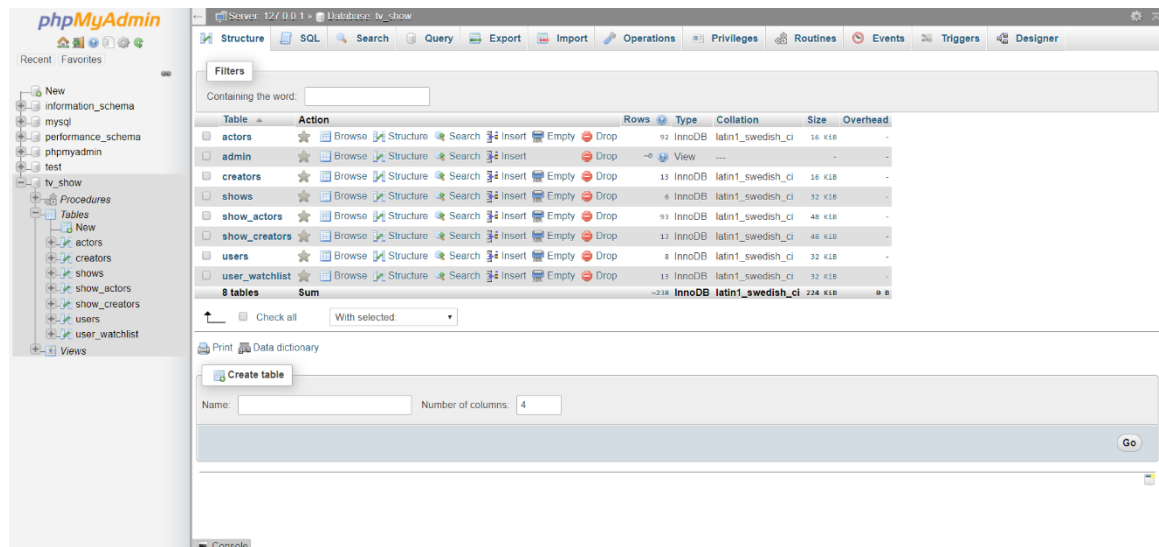 phpMyAdmin
Recent Favorites
New
information_schema
mysql
performance_schema
phpmyadmin
test
tv_show
Procedures
Tables
New
actors
creators
shows
show_actors
show_creators
users
user_watchlist
Views
Server: 127.0.0.1 » Database: tv_show
Structure SQL Search Query Export Import Operations Privileges Routines Events Triggers Designer
Filters
Containing the word:
Table Action Rows Type Collation Size Overhead
actors Browse Structure Search Insert Empty Drop 92 InnoDB latin1_swedish_ci 16 KiB -
admin Browse Structure Search Insert Drop ~0 View --- - -
creators Browse Structure Search Insert Empty Drop 13 InnoDB latin1_swedish_ci 16 KiB -
shows Browse Structure Search Insert Empty Drop 6 InnoDB latin1_swedish_ci 32 KiB -
show_actors Browse Structure Search Insert Empty Drop 93 InnoDB latin1_swedish_ci 48 KiB -
show_creators Browse Structure Search Insert Empty Drop 13 InnoDB latin1_swedish_ci 48 KiB -
users Browse Structure Search Insert Empty Drop 8 InnoDB latin1_swedish_ci 32 KiB -
user_watchlist Browse Structure Search Insert Empty Drop 13 InnoDB latin1_swedish_ci 32 KiB -
8 tables Sum ~238 InnoDB latin1_swedish_ci 224 KiB 0 B
Check all With selected:
Print Data dictionary
Create table
Name: Number of columns: 4
Go
Console